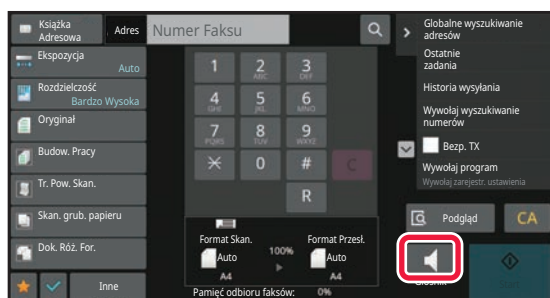 Książka
Adresowa
Adres
Numer Faksu
Ekspozycja
Auto
Rozdzielczość
Bardzo Wysoka
Oryginał
Budow. Pracy
Tr. Pow. Skan.
Skan. grub. papieru
Dok. Róż. For.
Inne
1
2
ABC
3
DEF
4
GHI
5
JKL
6
MNO
7
PQRS
8
TUV
9
WXYZ
0
#
C
R
Format Skan.
Auto
A4
100%
Format Przesł.
Auto
A4
Pamięć odbioru faksów: 0%
Globalne wyszukiwanie
adresów
Ostatnie
zadania
Historia wysyłania
Wywołaj wyszukiwanie
numerów
Bezp. TX
Wywołaj program
Wywołaj zarejestr. ustawienia
Podgląd
CA
Głośnik
Start